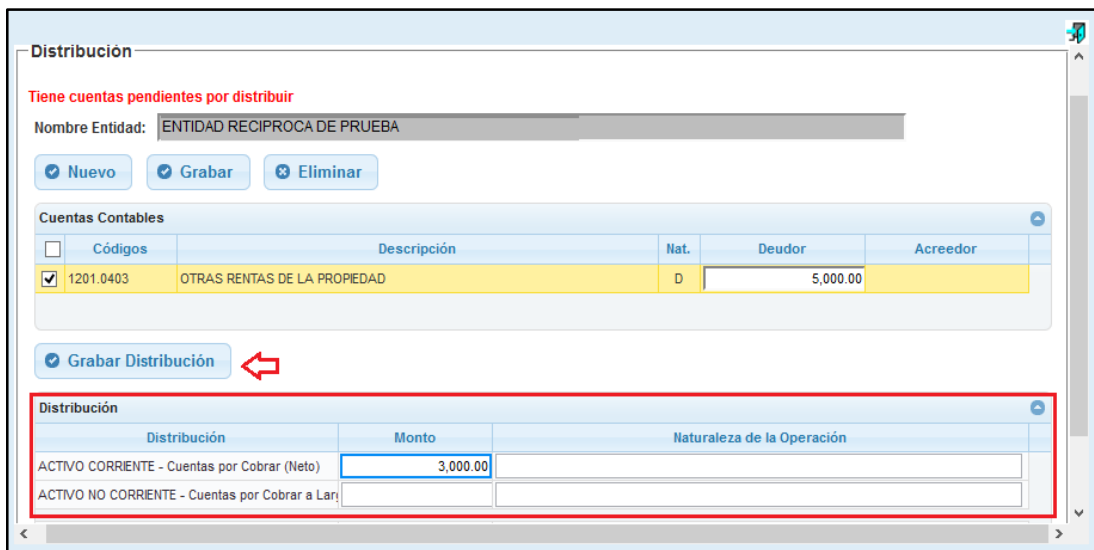 Distribución
Tiene cuentas pendientes por distribuir
Nombre Entidad: ENTIDAD RECIPROCA DE PRUEBA
Nuevo Grabar Eliminar
Cuentas Contables
Códigos Descripción Nat. Deudor Acreedor
1201.0403 OTRAS RENTAS DE LA PROPIEDAD D 5,000.00
Grabar Distribución
Distribución
Distribución Monto Naturaleza de la Operación
ACTIVO CORRIENTE - Cuentas por Cobrar (Neto) 3,000.00
ACTIVO NO CORRIENTE - Cuentas por Cobrar a